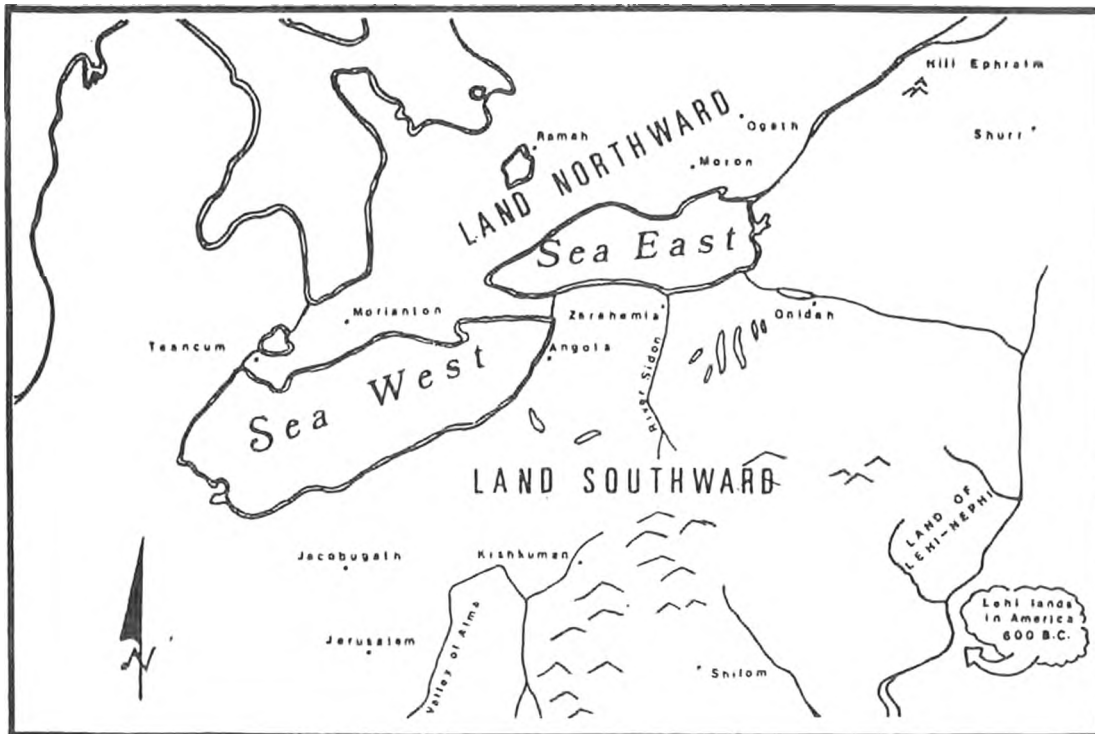 Hill Ephraim
Shurr
Ogath
Ramah
Moron
LAND NORTHWARD
Sea East
Morianton
Zarahemla
Onidah
Teancum
Angola
Sea West
River Sidon
LAND SOUTHWARD
LAND OF
LEHI-NEPHI
Jacobugath
Kishkuman
Lehi lands
in America
600 B.C.
Valley of Alma
Jerusalem
Shilom
N